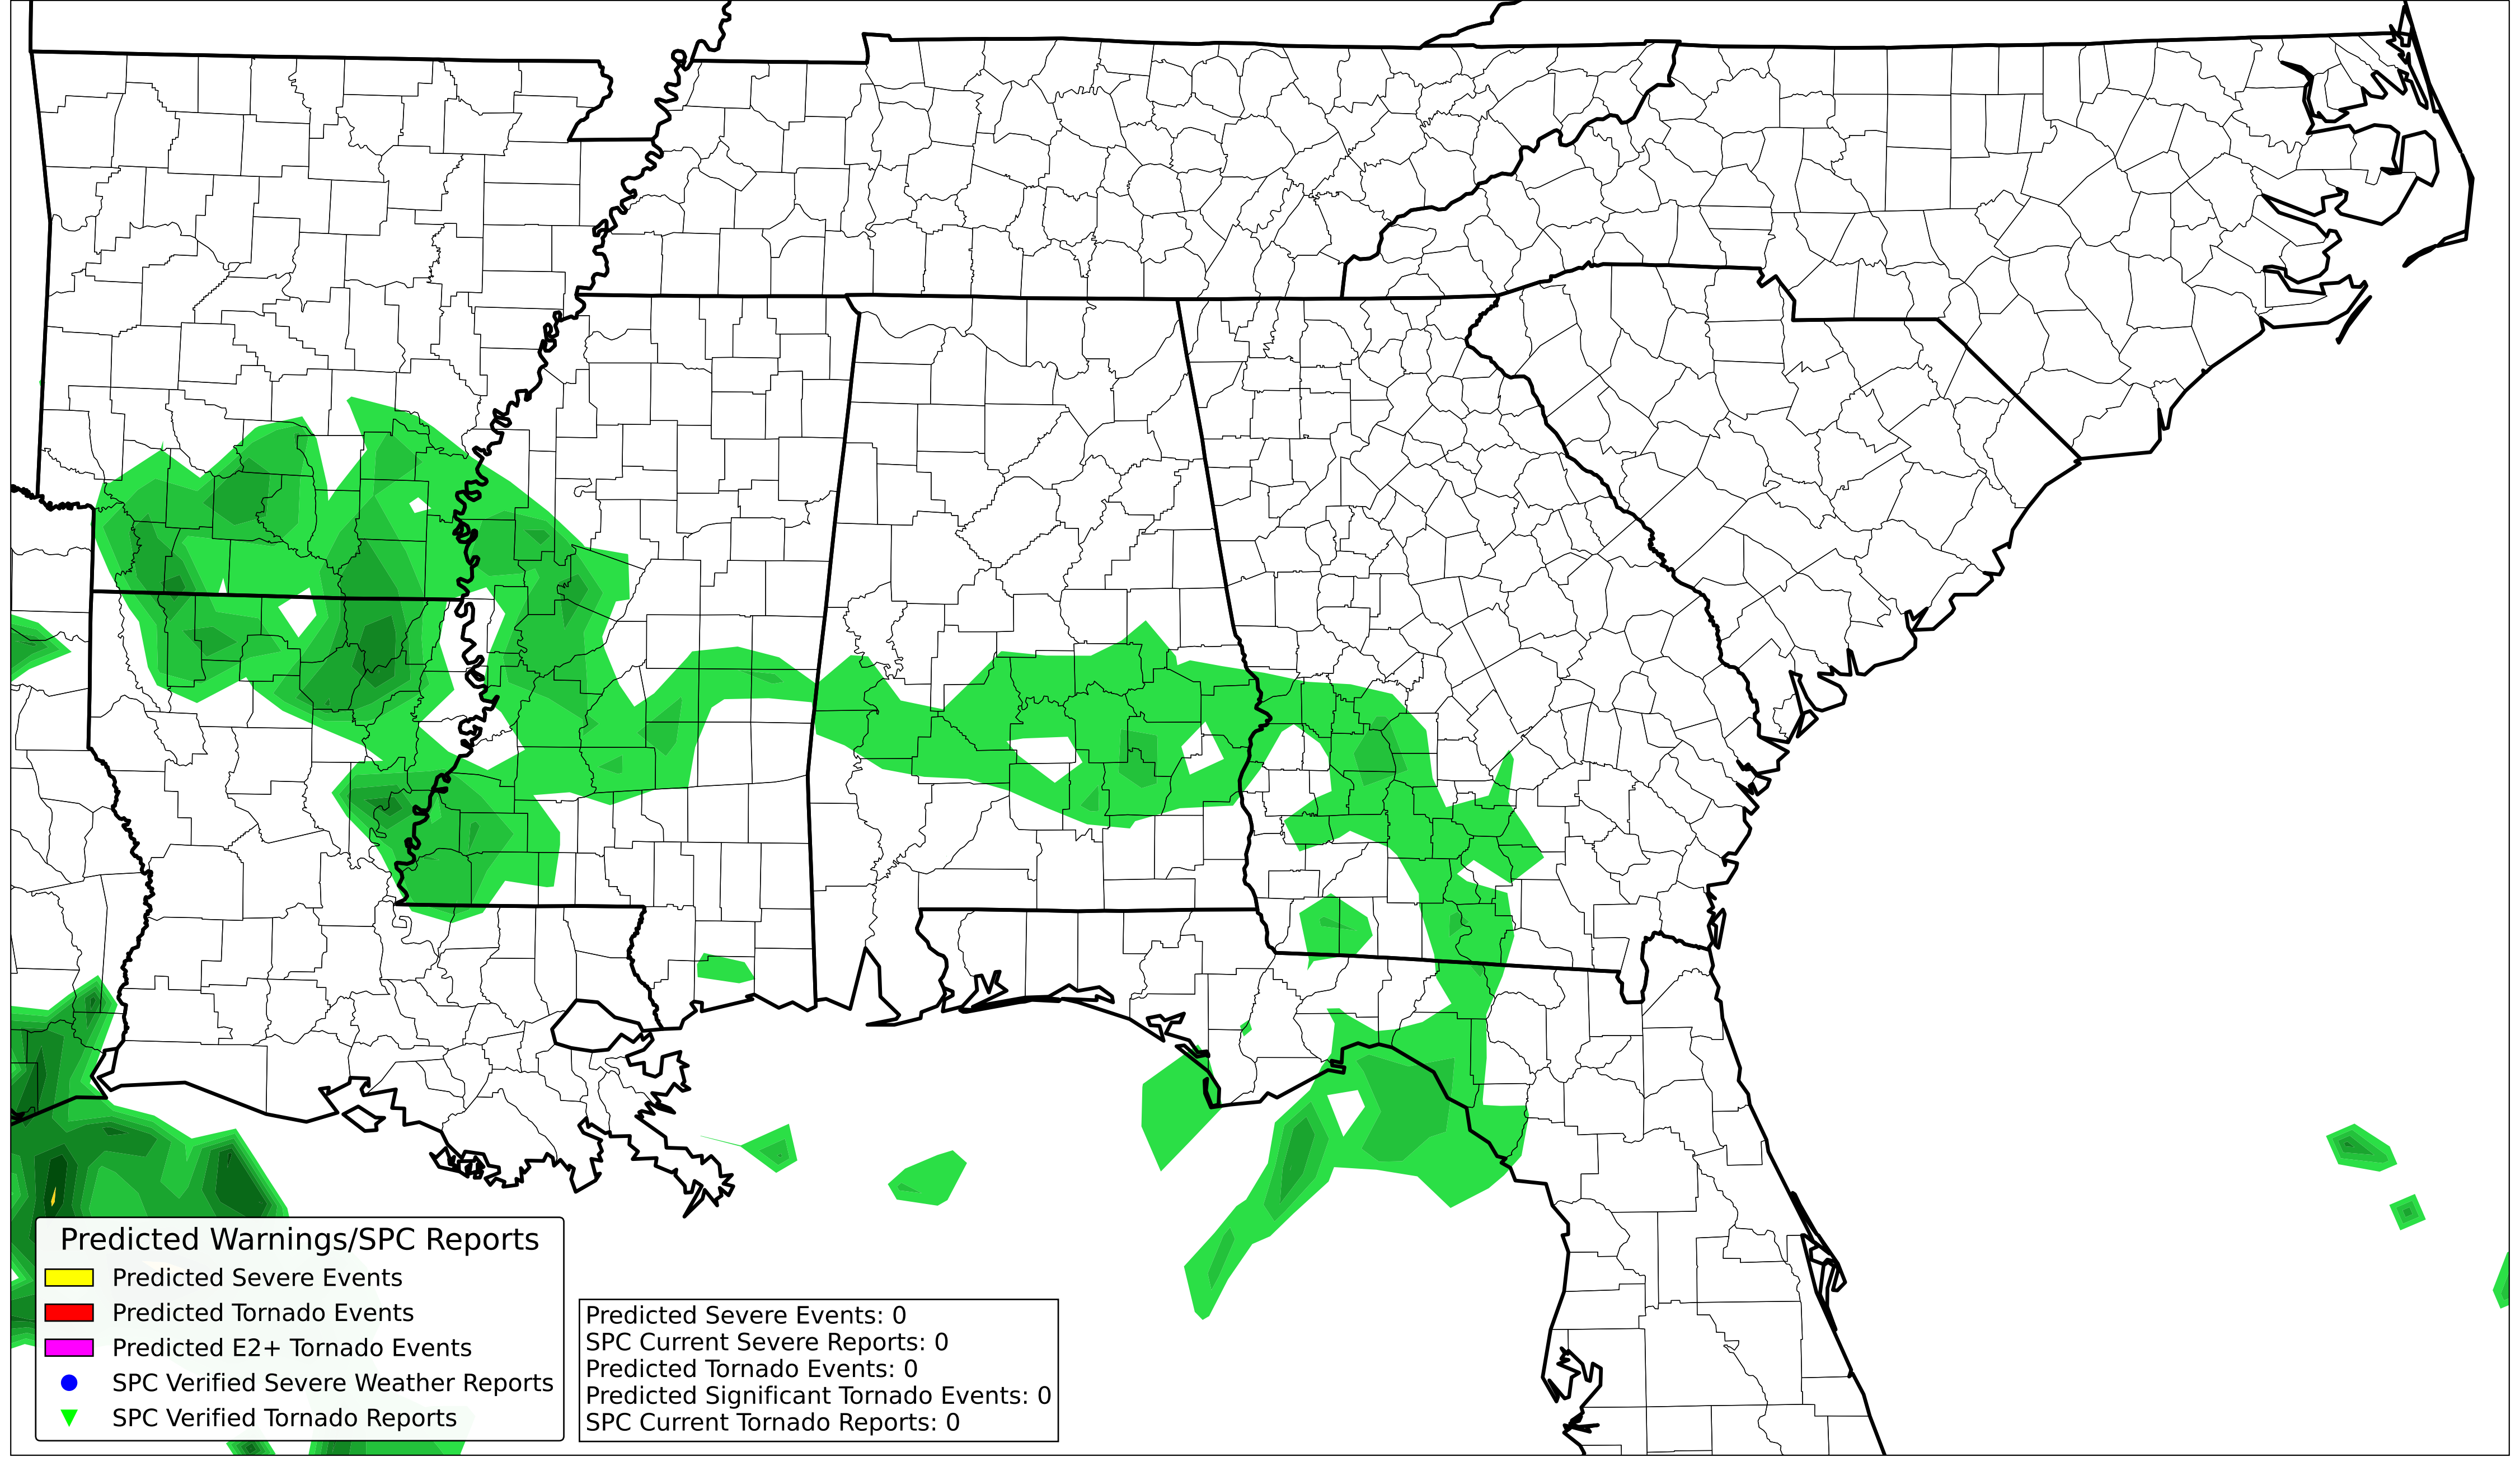 Predicted Warnings/SPC Reports
Predicted Severe Events
Predicted Tornado Events
Predicted E2+ Tornado Events
SPC Verified Severe Weather Reports
SPC Verified Tornado Reports
Predicted Severe Events: 0
SPC Current Severe Reports: 0
Predicted Tornado Events: 0
Predicted Significant Tornado Events: 0
SPC Current Tornado Reports: 0